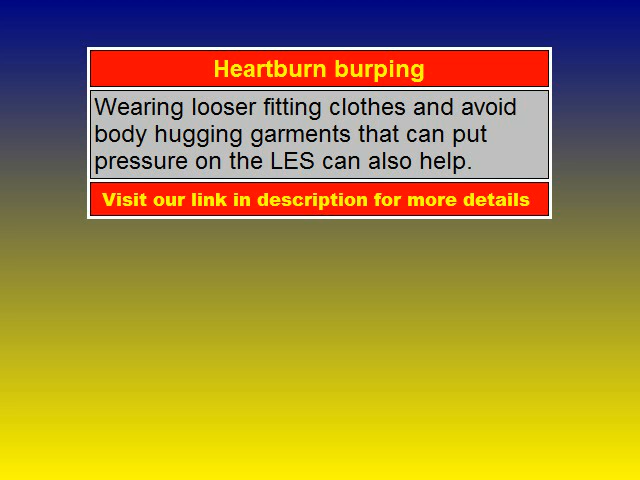 Heartburn burping
Wearing looser fitting clothes and avoid
body hugging garments that can put
pressure on the LES can also help.
Visit our link in description for more details